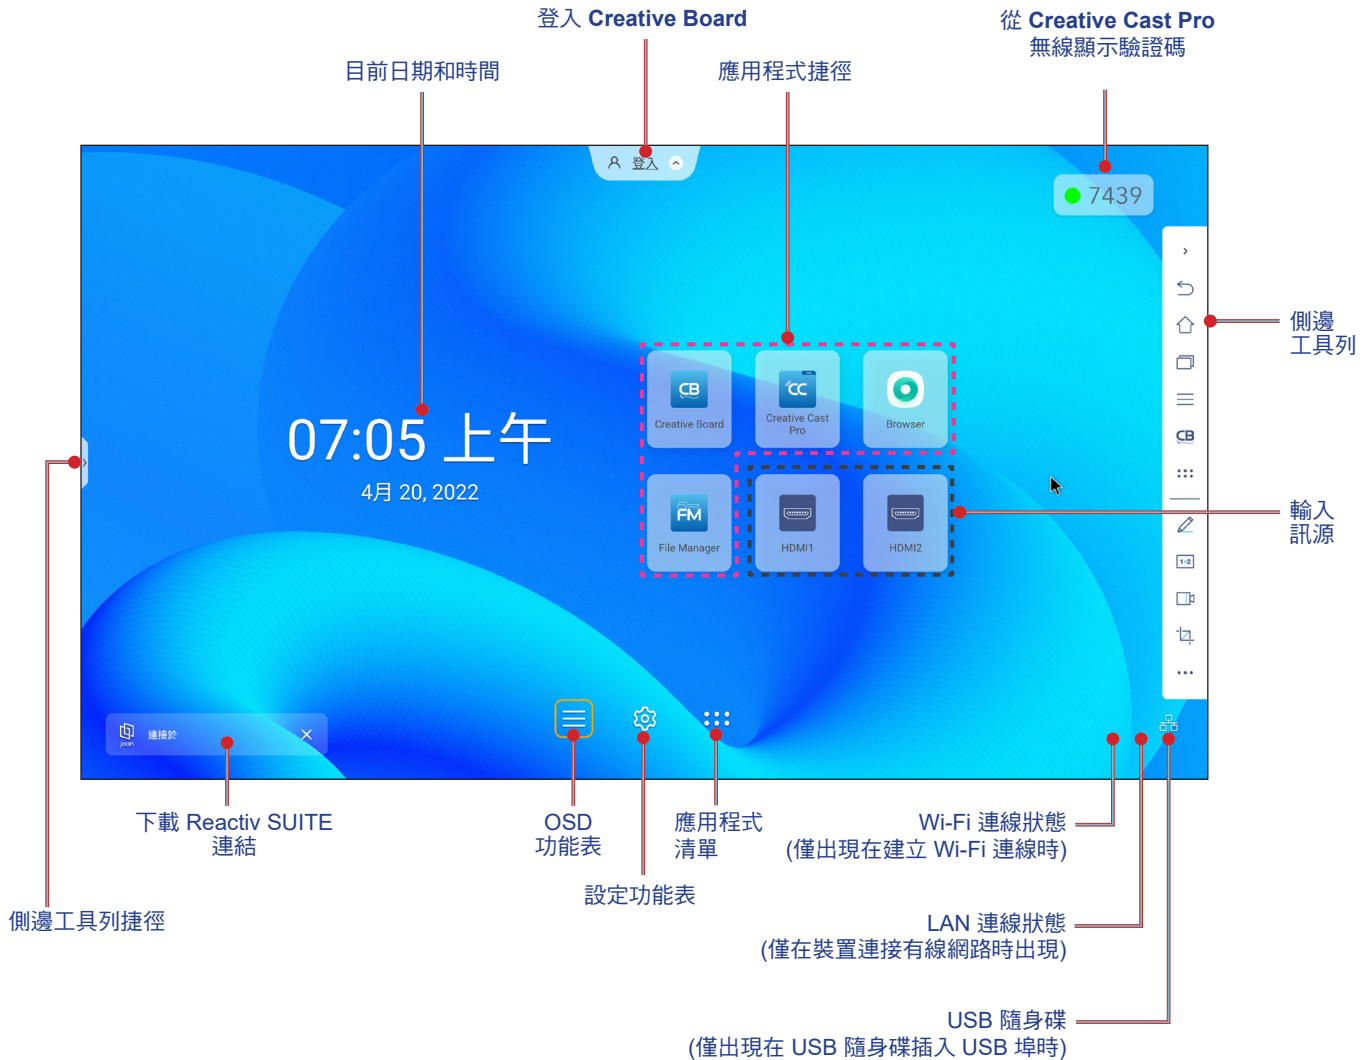 登入 Creative Board
從 Creative Cast Pro
無線顯示驗證碼
目前日期和時間
應用程式捷徑
登入
7439
側邊
工具列
CB
Creative Board
CC
Creative Cast
Pro
Browser
07:05 上午
4月 20, 2022
CB
FM
File Manager
HDMI1
HDMI2
輸入
訊源
1-2
joan
連接於
下載 Reactiv SUITE
連結
OSD
功能表
應用程式
清單
Wi-Fi 連線狀態
(僅出現在建立 Wi-Fi 連線時)
設定功能表
側邊工具列捷徑
LAN 連線狀態
(僅在裝置連接有線網路時出現)
USB 隨身碟
(僅出現在 USB 隨身碟插入 USB 埠時)